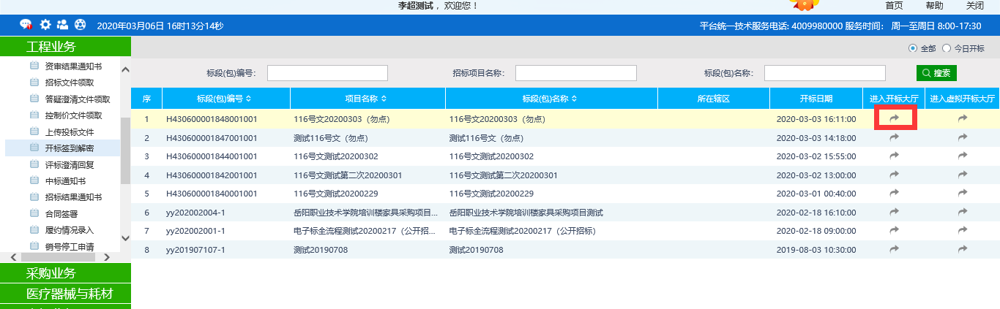 李超测试 ，欢迎您！ 首页 帮助 关闭
2020年03月06日 16时13分14秒 平台统一技术服务电话: 4009980000 服务时间： 周一至周日 8:00-17:30
工程业务
资审结果通知书
招标文件领取
答疑澄清文件领取
控制价文件领取
上传投标文件
开标签到解密
评标澄清回复
中标通知书
招标结果通知书
合同签署
履约情况录入
销号停工申请
采购业务
医疗器械与耗材
全部 今日开标
标段(包)编号： 招标项目名称： 标段(包)名称： 搜索
序 标段(包)编号 项目名称 标段(包)名称 所在辖区 开标日期 进入开标大厅 进入虚拟开标大厅
1 H430600001848001001 116号文20200303（勿点） 116号文20200303（勿点） 2020-03-03 16:11:00
2 H430600001847001001 测试116号文（勿点） 测试116号文（勿点） 2020-03-03 14:18:00
3 H430600001844001001 116号文测试20200302 116号文测试20200302 2020-03-02 15:55:00
4 H430600001842001001 116号文测试第二次20200301 116号文测试第二次20200301 2020-03-02 13:00:00
5 H430600001840001001 116号文测试20200229 116号文测试20200229 2020-03-01 00:40:00
6 yy202002004-1 岳阳职业技术学院培训楼家具采购项目... 岳阳职业技术学院培训楼家具采购项目测试 2020-02-18 16:10:00
7 yy202002001-1 电子标全流程测试20200217（公开招... 电子标全流程测试20200217（公开招标） 2020-02-18 09:00:00
8 yy201907107-1 测试20190708 测试20190708 2019-08-03 10:30:00